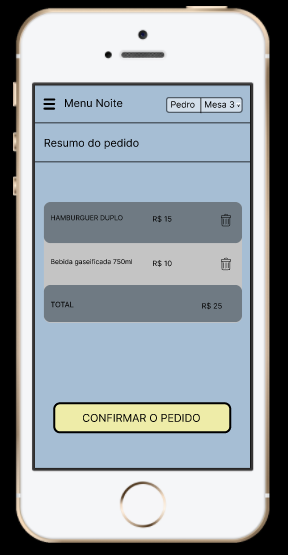 Menu Noite
Pedro
Mesa 3
Resumo do pedido
HAMBURGUER DUPLO R$ 15
Bebida gaseificada 750ml R$ 10
TOTAL R$ 25
CONFIRMAR O PEDIDO